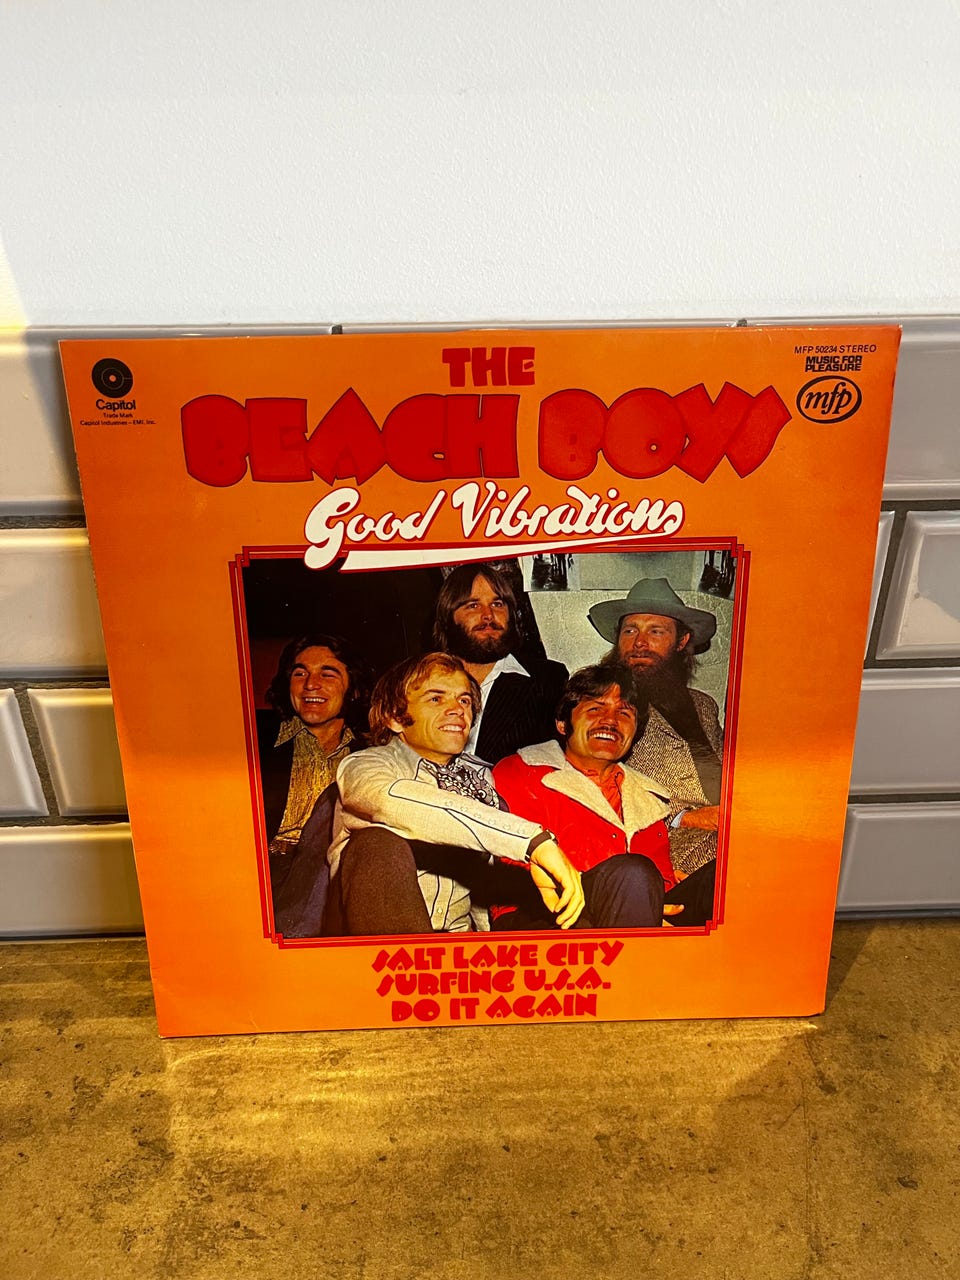 THE
BEACH BOYS
Good Vibrations
Capitol
Trade Mark
Capitol Industries – EMI, Inc.
MFP 50234 STEREO
MUSIC FOR
PLEASURE
mfp
SALT LAKE CITY
SURFING U.S.A.
DO IT AGAIN